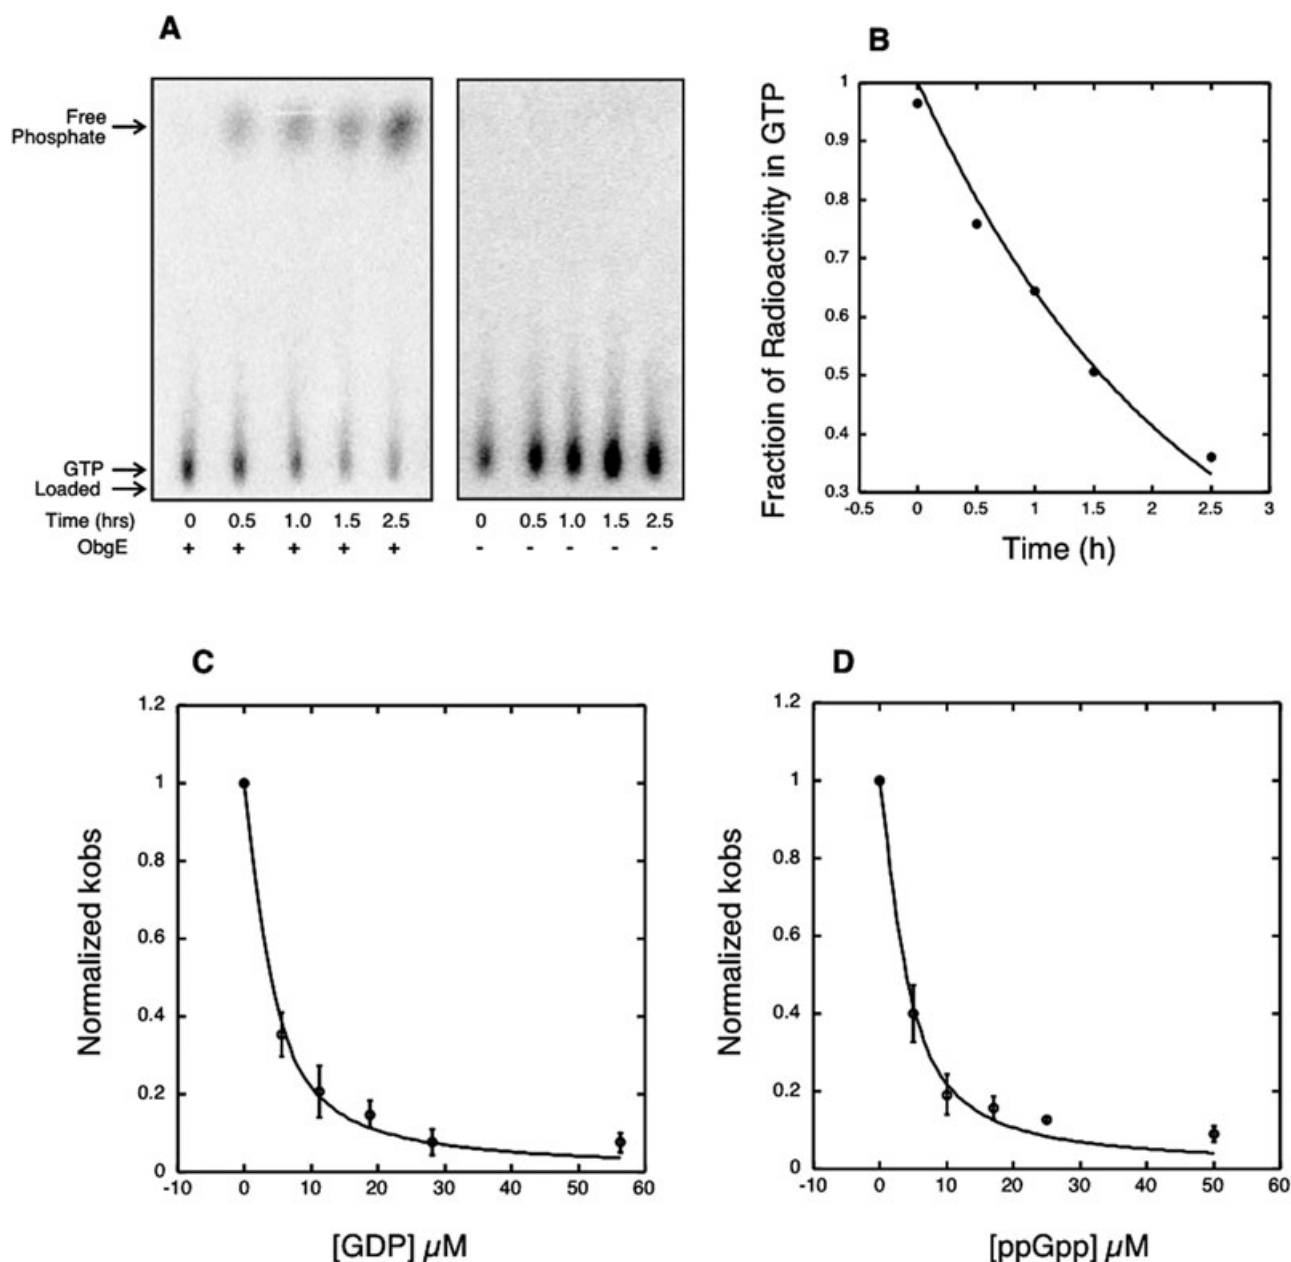 A
Free
Phosphate
GTP
Loaded
Time (hrs) 0 0.5 1.0 1.5 2.5 0 0.5 1.0 1.5 2.5
ObgE + + + + + - - - - -
B
Fractioin of Radioactivity in GTP
1
0.9
0.8
0.7
0.6
0.5
0.4
0.3
-0.5 0 0.5 1 1.5 2 2.5 3
Time (h)
C
Normalized kobs
1.2
1
0.8
0.6
0.4
0.2
0
-10 0 10 20 30 40 50 60
[GDP] µM
D
Normalized kobs
1.2
1
0.8
0.6
0.4
0.2
0
-10 0 10 20 30 40 50 60
[ppGpp] µM